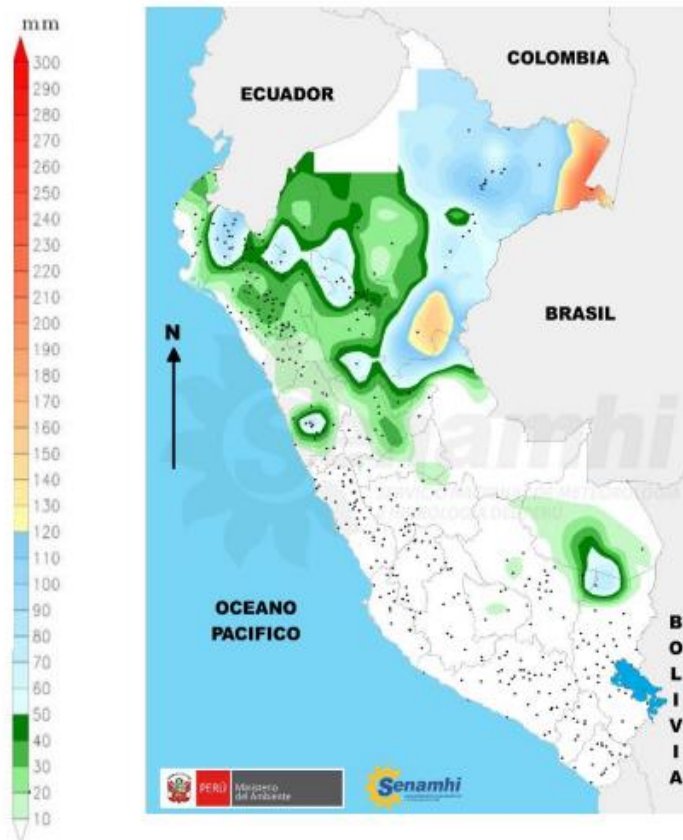 mm
300
290
280
270
260
250
240
230
220
210
200
190
180
170
160
150
140
130
120
110
100
90
80
70
60
50
40
30
20
10
COLOMBIA
ECUADOR
BRASIL
N
Senamhi
OCEANO
PACIFICO
BOLIVIA
PERÚ
Ministerio
del Ambiente
Senamhi